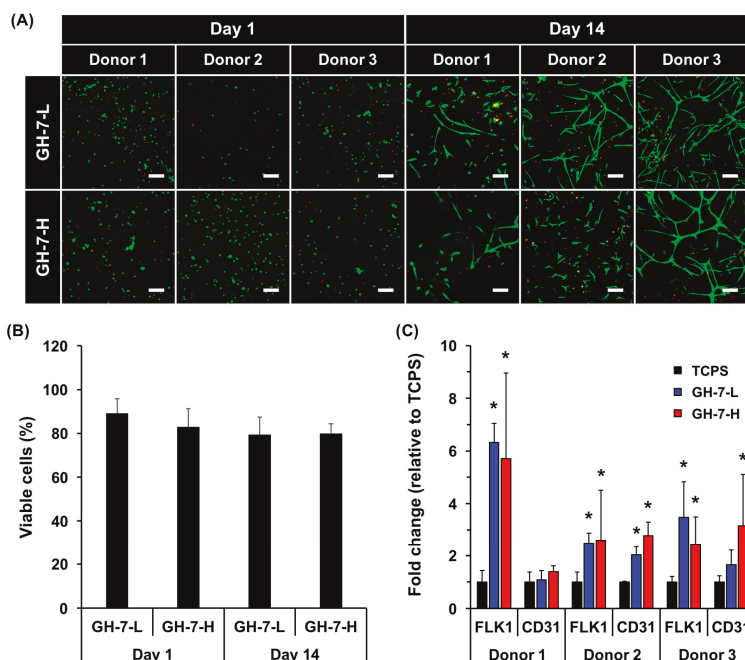 (A)
Day 1 Day 14
Donor 1 Donor 2 Donor 3 Donor 1 Donor 2 Donor 3
GH-7-L
GH-7-H
(B)
120
100
80
60
40
20
0
Viable cells (%)
GH-7-L GH-7-H GH-7-L GH-7-H
Day 1 Day 14
(C)
10
8
6
4
2
0
Fold change (relative to TCPS)
TCPS
GH-7-L
GH-7-H
* *
* * * *
* * *
FLK1 CD31 FLK1 CD31 FLK1 CD31
Donor 1 Donor 2 Donor 3